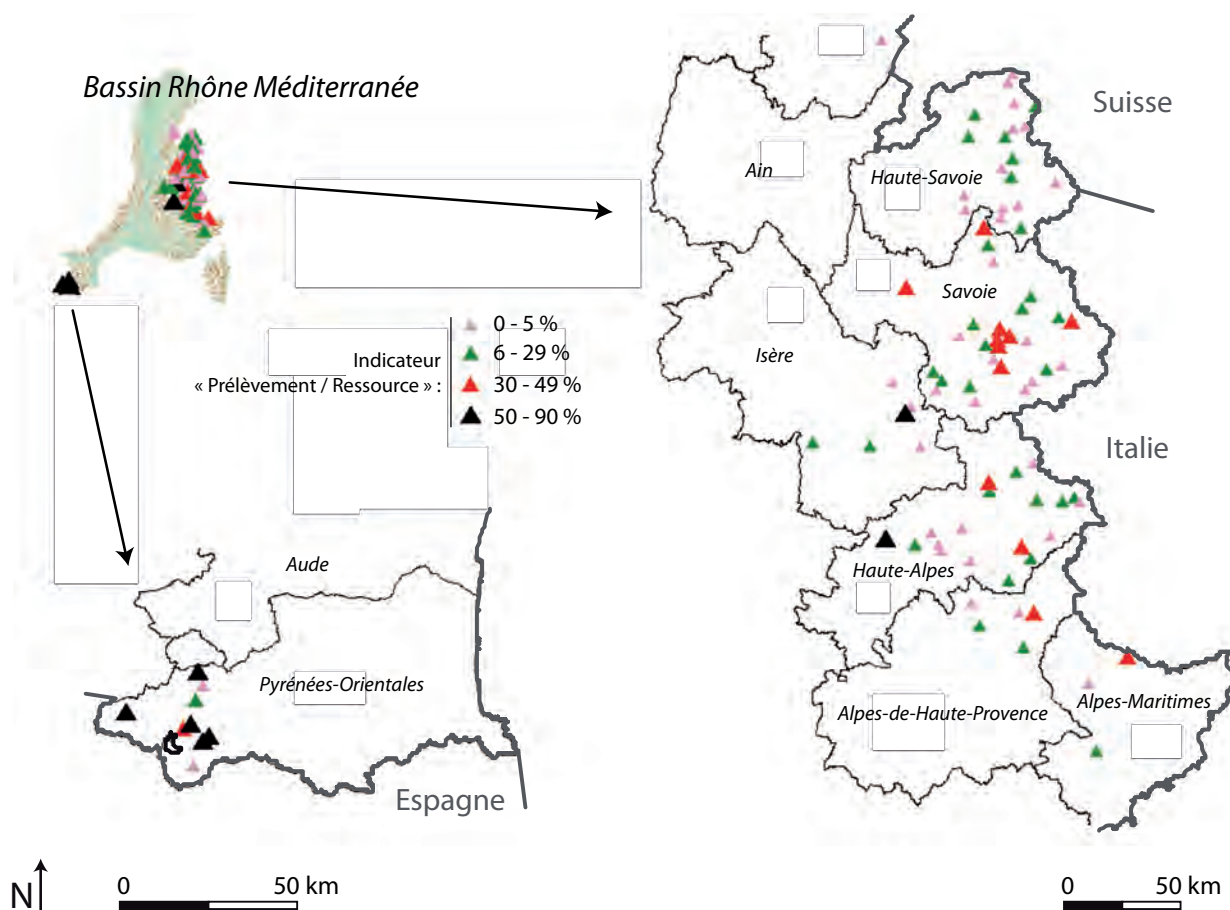 Bassin Rhône Méditerranée
Suisse
Ain
Haute-Savoie
Savoie
Isère
Indicateur
« Prélèvement / Ressource » :
0 - 5 %
6 - 29 %
30 - 49 %
50 - 90 %
Italie
Aude
Haute-Alpes
Pyrénées-Orientales
Alpes-de-Haute-Provence
Alpes-Maritimes
Espagne
N
0 50 km
0 50 km